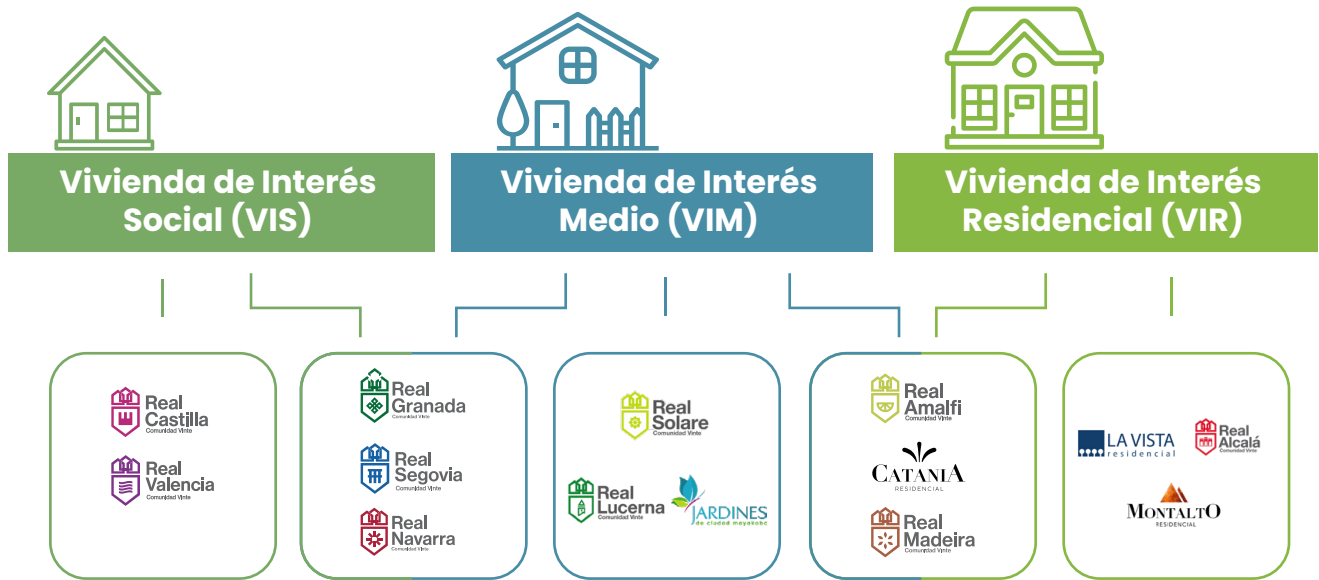 Vivienda de Interés
Social (VIS)
Vivienda de Interés
Medio (VIM)
Vivienda de Interés
Residencial (VIR)
Real
Castilla
Comunidad Vinte
Real
Valencia
Comunidad Vinte
Real
Granada
Comunidad Vinte
Real
Segovia
Comunidad Vinte
Real
Navarra
Comunidad Vinte
Real
Solare
Comunidad Vinte
Real
Lucerna
Comunidad Vinte
JARDINES
de ciudad mayakoba
Real
Amalfi
Comunidad Vinte
CATANIA
RESIDENCIAL
Real
Madeira
Comunidad Vinte
LA VISTA
residencial
Real
Alcalá
Comunidad Vinte
MONTALTO
RESIDENCIAL